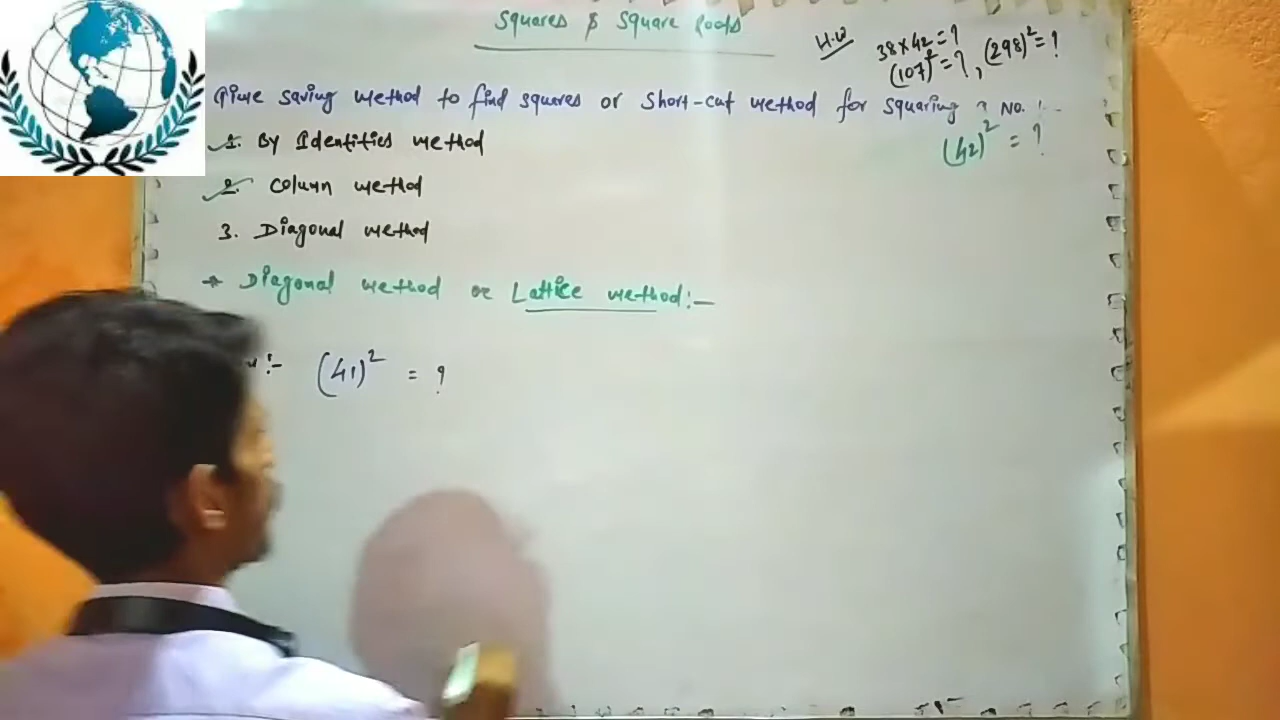 Squares & Square Roots
H.W
38×42=?
(107)²=?, (298)²=?
Time saving method to find squares or Short-cut method for squaring a No.:-
(42)² = ?
1. By Identities method
2. Column method
3. Diagonal method
* Diagonal method or Lattice method:-
:- (41)² = ?